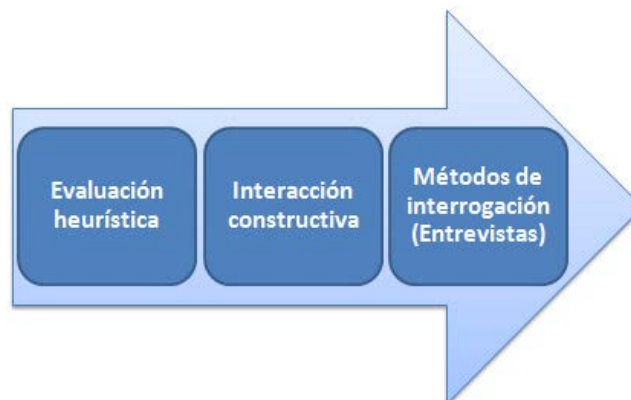 Evaluación
heurística
Interacción
constructiva
Métodos de
interrogación
(Entrevistas)